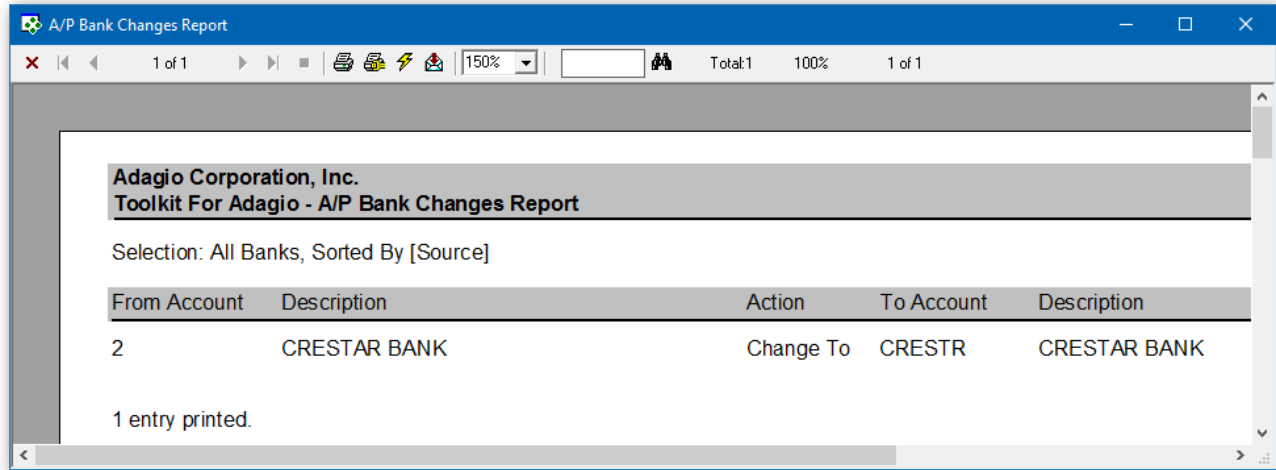 A/P Bank Changes Report
1 of 1 150% Total:1 100% 1 of 1
Adagio Corporation, Inc.
Toolkit For Adagio - A/P Bank Changes Report
Selection: All Banks, Sorted By [Source]
From Account Description Action To Account Description
2 CRESTAR BANK Change To CRESTR CRESTAR BANK
1 entry printed.